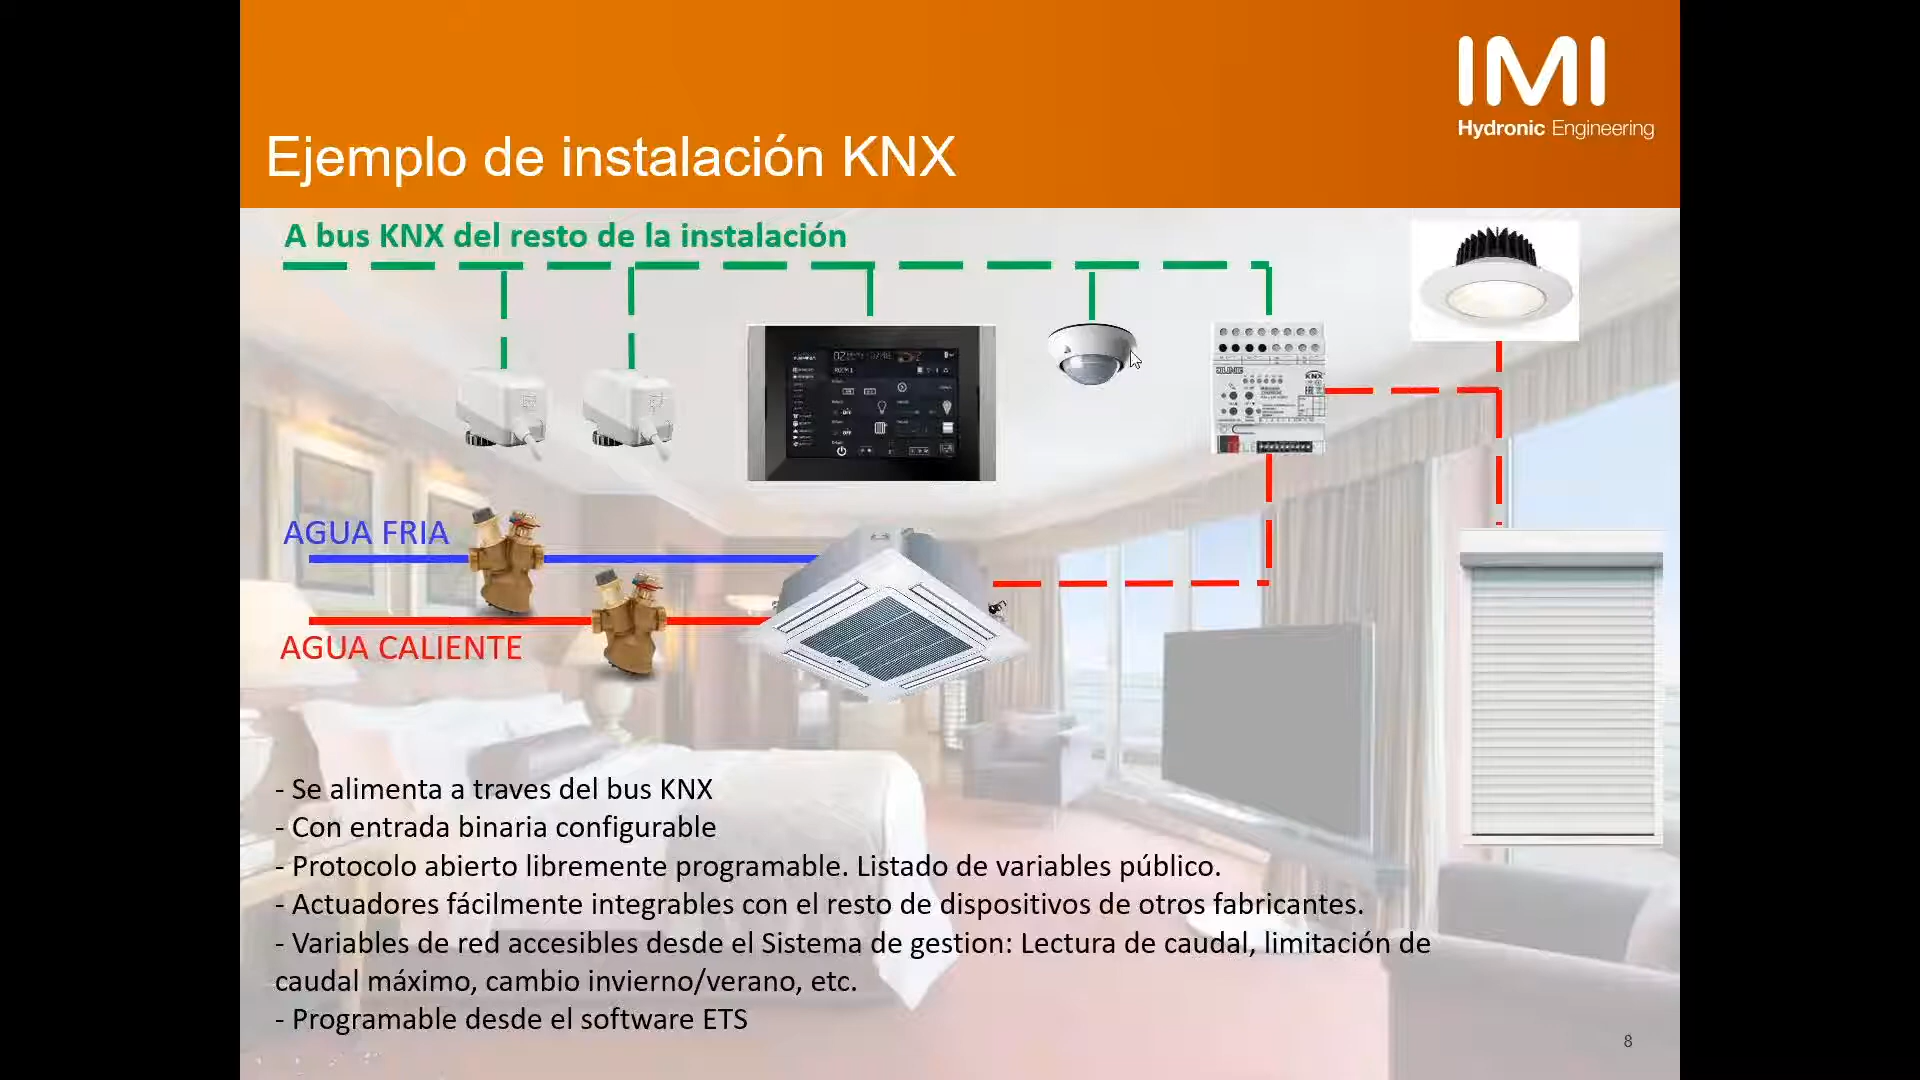 IMI
Hydronic Engineering
Ejemplo de instalación KNX
A bus KNX del resto de la instalación
KNX
AGUA FRIA
AGUA CALIENTE
- Se alimenta a traves del bus KNX
- Con entrada binaria configurable
- Protocolo abierto libremente programable. Listado de variables público.
- Actuadores fácilmente integrables con el resto de dispositivos de otros fabricantes.
- Variables de red accesibles desde el Sistema de gestion: Lectura de caudal, limitación de
caudal máximo, cambio invierno/verano, etc.
- Programable desde el software ETS
8